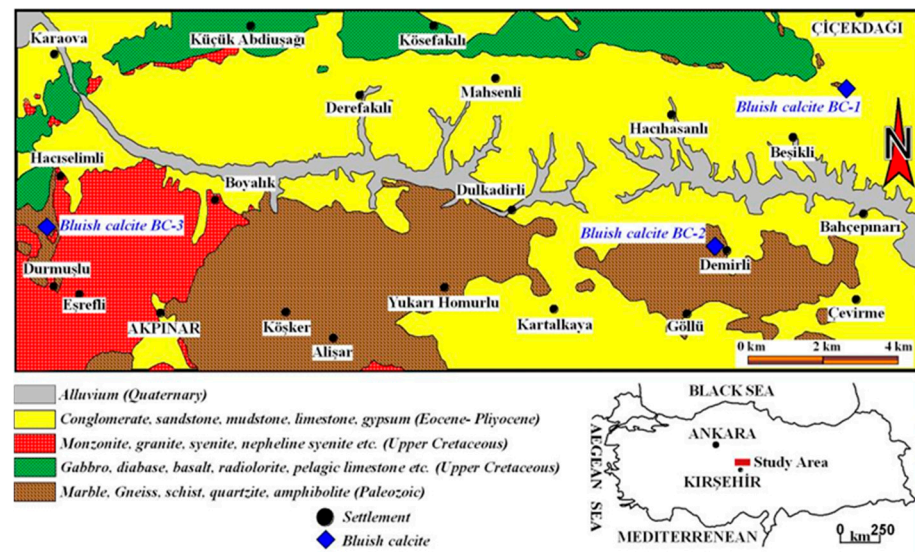 Karaova
Küçük Abdiuşağı
Kösefakılı
ÇİÇEKDAĞI
Derefakılı
Mahsenli
Bluish calcite BC-1
Hacıhasanlı
N
Beşikli
Hacıselimli
Boyalık
Dulkadirli
Bluish calcite BC-3
Bluish calcite BC-2
Bahçepınarı
Demirli
Durmuşlu
Eşrefli
Yukarı Homurlu
AKPINAR
Köşker
Kartalkaya
Göllü
Çevirme
Alişar
0 km 2 km 4 km
Alluvium (Quaternary)
Conglomerate, sandstone, mudstone, limestone, gypsum (Eocene- Pliyocene)
Monzonite, granite, syenite, nepheline syenite etc. (Upper Cretaceous)
Gabbro, diabase, basalt, radiolorite, pelagic limestone etc. (Upper Cretaceous)
Marble, Gneiss, schist, quartzite, amphibolite (Paleozoic)
Settlement
Bluish calcite
BLACK SEA
AEGEAN SEA
ANKARA
Study Area
KIRŞEHİR
MEDITERRENEAN
0 250
km